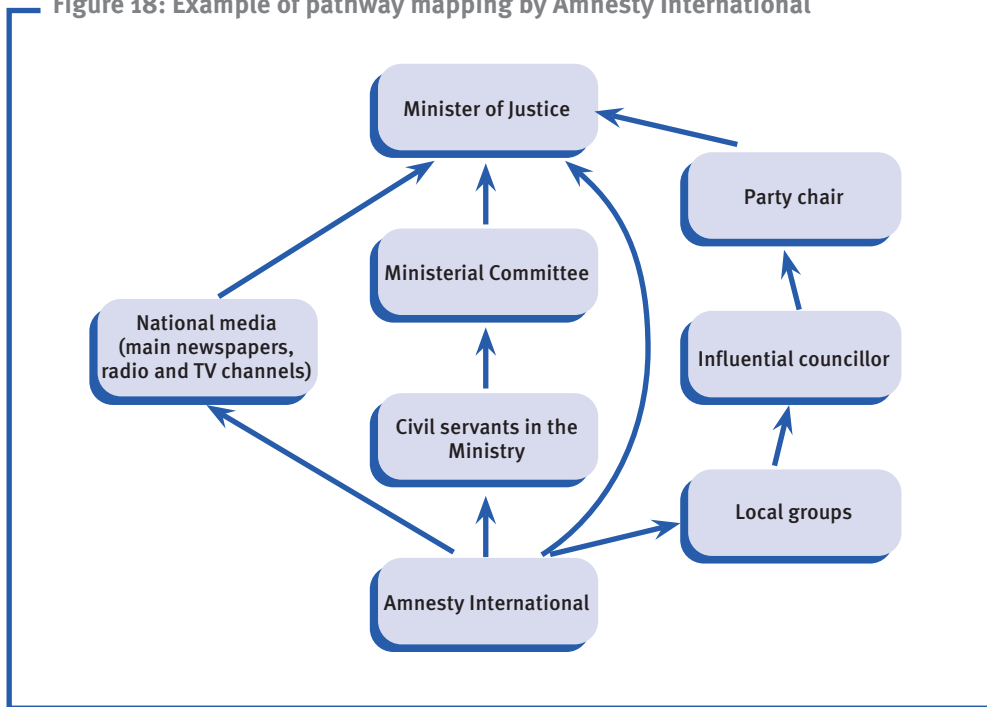 Figure 18: Example of pathway mapping by Amnesty International
Minister of Justice
Party chair
Ministerial Committee
National media
(main newspapers,
radio and TV channels)
Influential councillor
Civil servants in the
Ministry
Local groups
Amnesty International